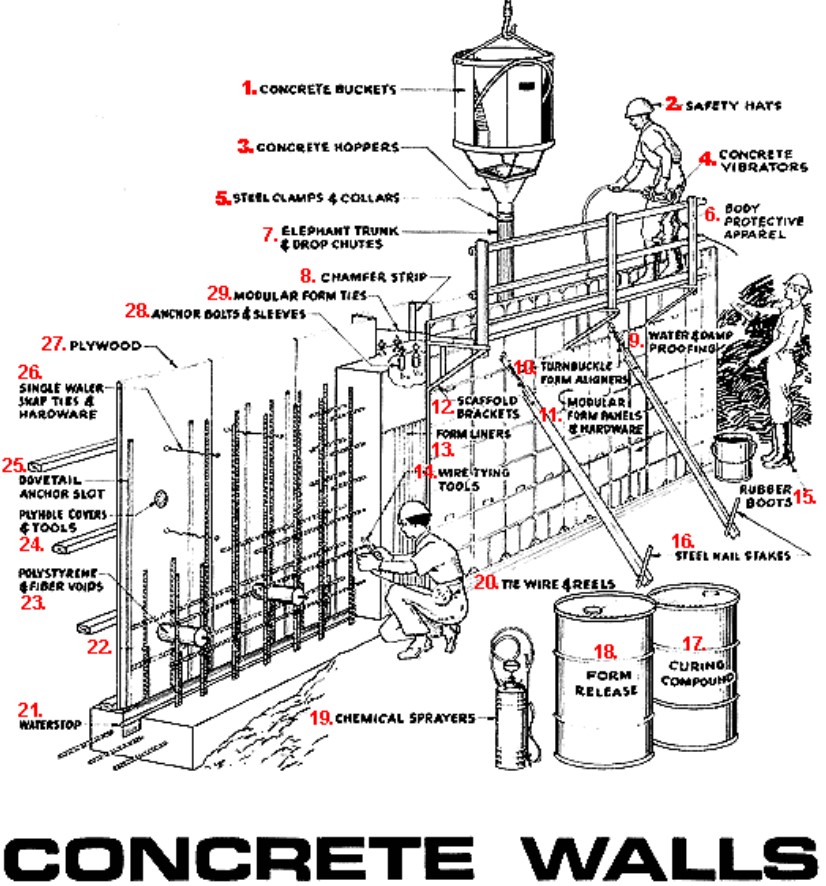 1. CONCRETE BUCKETS
2. SAFETY HATS
3. CONCRETE HOPPERS
4. CONCRETE
VIBRATORS
5. STEEL CLAMPS & COLLARS
6. BODY
PROTECTIVE
APPAREL
7. ELEPHANT TRUNK
& DROP CHUTES
8. CHAMFER STRIP
29. MODULAR FORM TIES
28. ANCHOR BOLTS & SLEEVES
27. PLYWOOD
9. WATER & DAMP
PROOFING
10. TURNBUCKLE
FORM ALIGNERS
26.
SINGLE WALER
SNAP TIES &
HARDWARE
12. SCAFFOLD
BRACKETS
11. MODULAR
FORM PANELS
& HARDWARE
FORM LINERS
13.
14. WIRE TYING
TOOLS
25.
DOVETAIL
ANCHOR SLOT
RUBBER
BOOTS 15.
PLYHOLE COVERS
& TOOLS
24.
16.
STEEL NAIL STAKES
POLYSTYRENE
& FIBER VOIDS
23.
20. TIE WIRE & REELS
22.
18.
FORM
RELEASE
17.
CURING
COMPOUND
21.
WATERSTOP
19. CHEMICAL SPRAYERS
CONCRETE WALLS